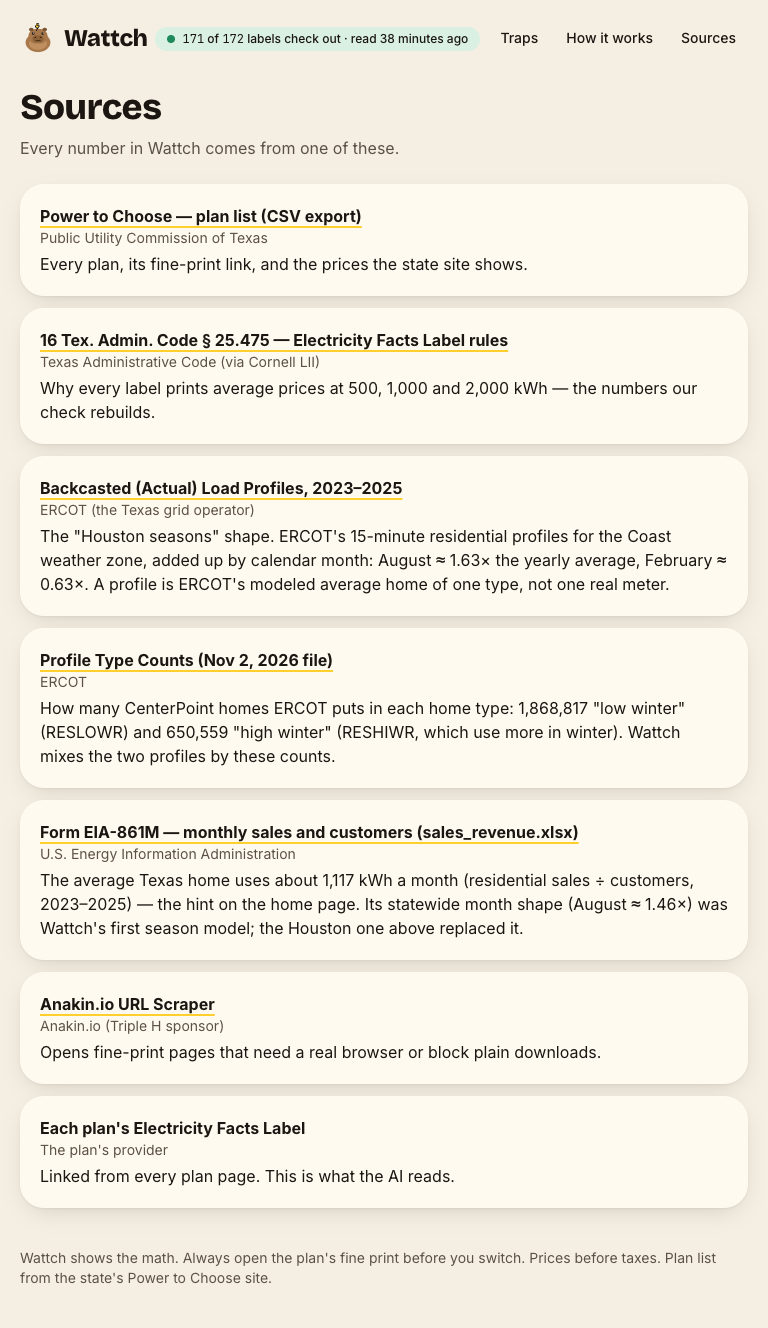 Wattch
171 of 172 labels check out · read 38 minutes ago
Traps
How it works
Sources
Sources
Every number in Wattch comes from one of these.
Power to Choose — plan list (CSV export)
Public Utility Commission of Texas
Every plan, its fine-print link, and the prices the state site shows.
16 Tex. Admin. Code § 25.475 — Electricity Facts Label rules
Texas Administrative Code (via Cornell LII)
Why every label prints average prices at 500, 1,000 and 2,000 kWh — the numbers our
check rebuilds.
Backcasted (Actual) Load Profiles, 2023–2025
ERCOT (the Texas grid operator)
The "Houston seasons" shape. ERCOT's 15-minute residential profiles for the Coast
weather zone, added up by calendar month: August ≈ 1.63× the yearly average, February ≈
0.63×. A profile is ERCOT's modeled average home of one type, not one real meter.
Profile Type Counts (Nov 2, 2026 file)
ERCOT
How many CenterPoint homes ERCOT puts in each home type: 1,868,817 "low winter"
(RESLOWR) and 650,559 "high winter" (RESHIWR, which use more in winter). Wattch
mixes the two profiles by these counts.
Form EIA-861M — monthly sales and customers (sales_revenue.xlsx)
U.S. Energy Information Administration
The average Texas home uses about 1,117 kWh a month (residential sales ÷ customers,
2023–2025) — the hint on the home page. Its statewide month shape (August ≈ 1.46×) was
Wattch's first season model; the Houston one above replaced it.
Anakin.io URL Scraper
Anakin.io (Triple H sponsor)
Opens fine-print pages that need a real browser or block plain downloads.
Each plan's Electricity Facts Label
The plan's provider
Linked from every plan page. This is what the AI reads.
Wattch shows the math. Always open the plan's fine print before you switch. Prices before taxes. Plan list
from the state's Power to Choose site.